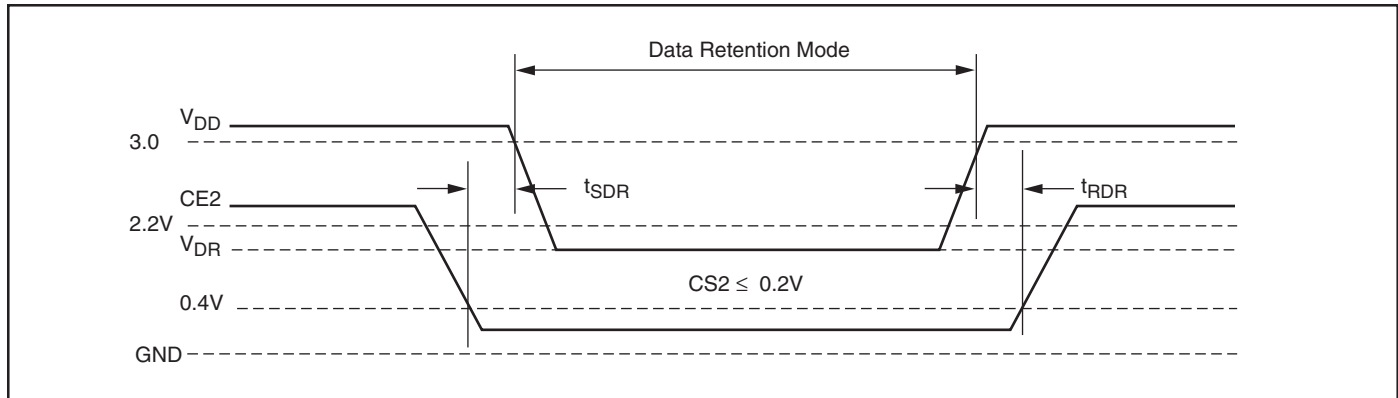 Data Retention Mode
VDD
3.0
tSDR
tRDR
CE2
2.2V
VDR
CS2 ≤ 0.2V
0.4V
GND